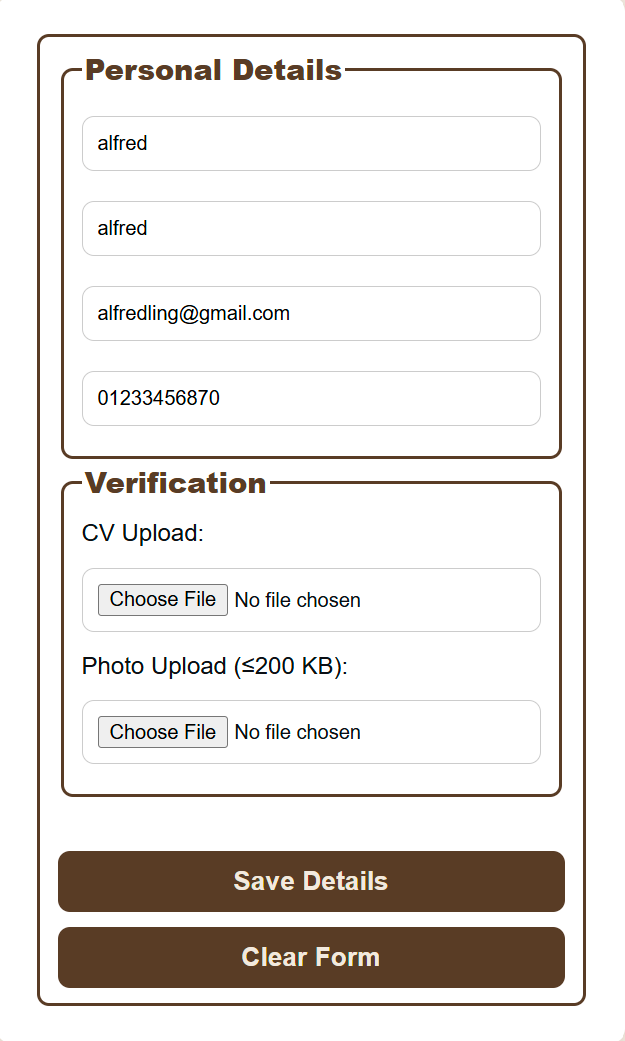 Personal Details
alfred
alfred
alfredling@gmail.com
01233456870
Verification
CV Upload:
Choose File No file chosen
Photo Upload (≤200 KB):
Choose File No file chosen
Save Details
Clear Form